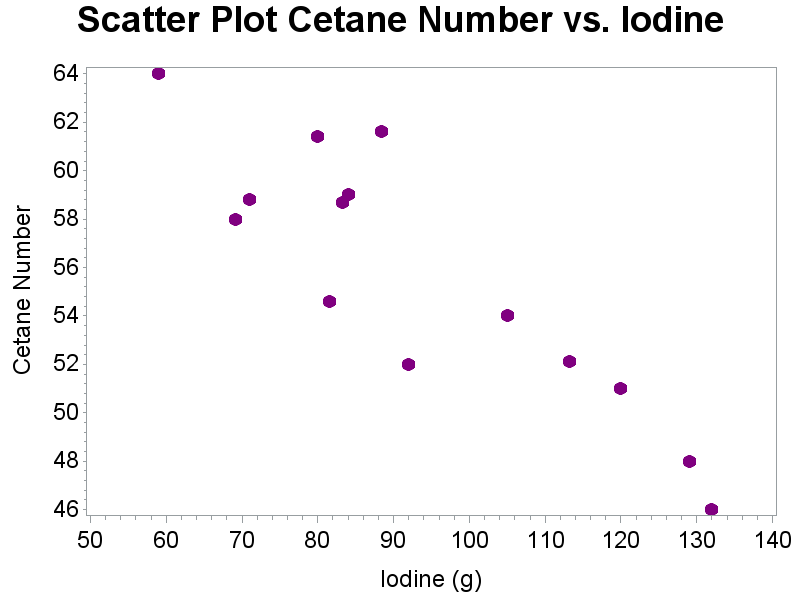 Scatter Plot Cetane Number vs. Iodine
64
62
60
58
56
54
52
50
48
46
Cetane Number
50 60 70 80 90 100 110 120 130 140
Iodine (g)